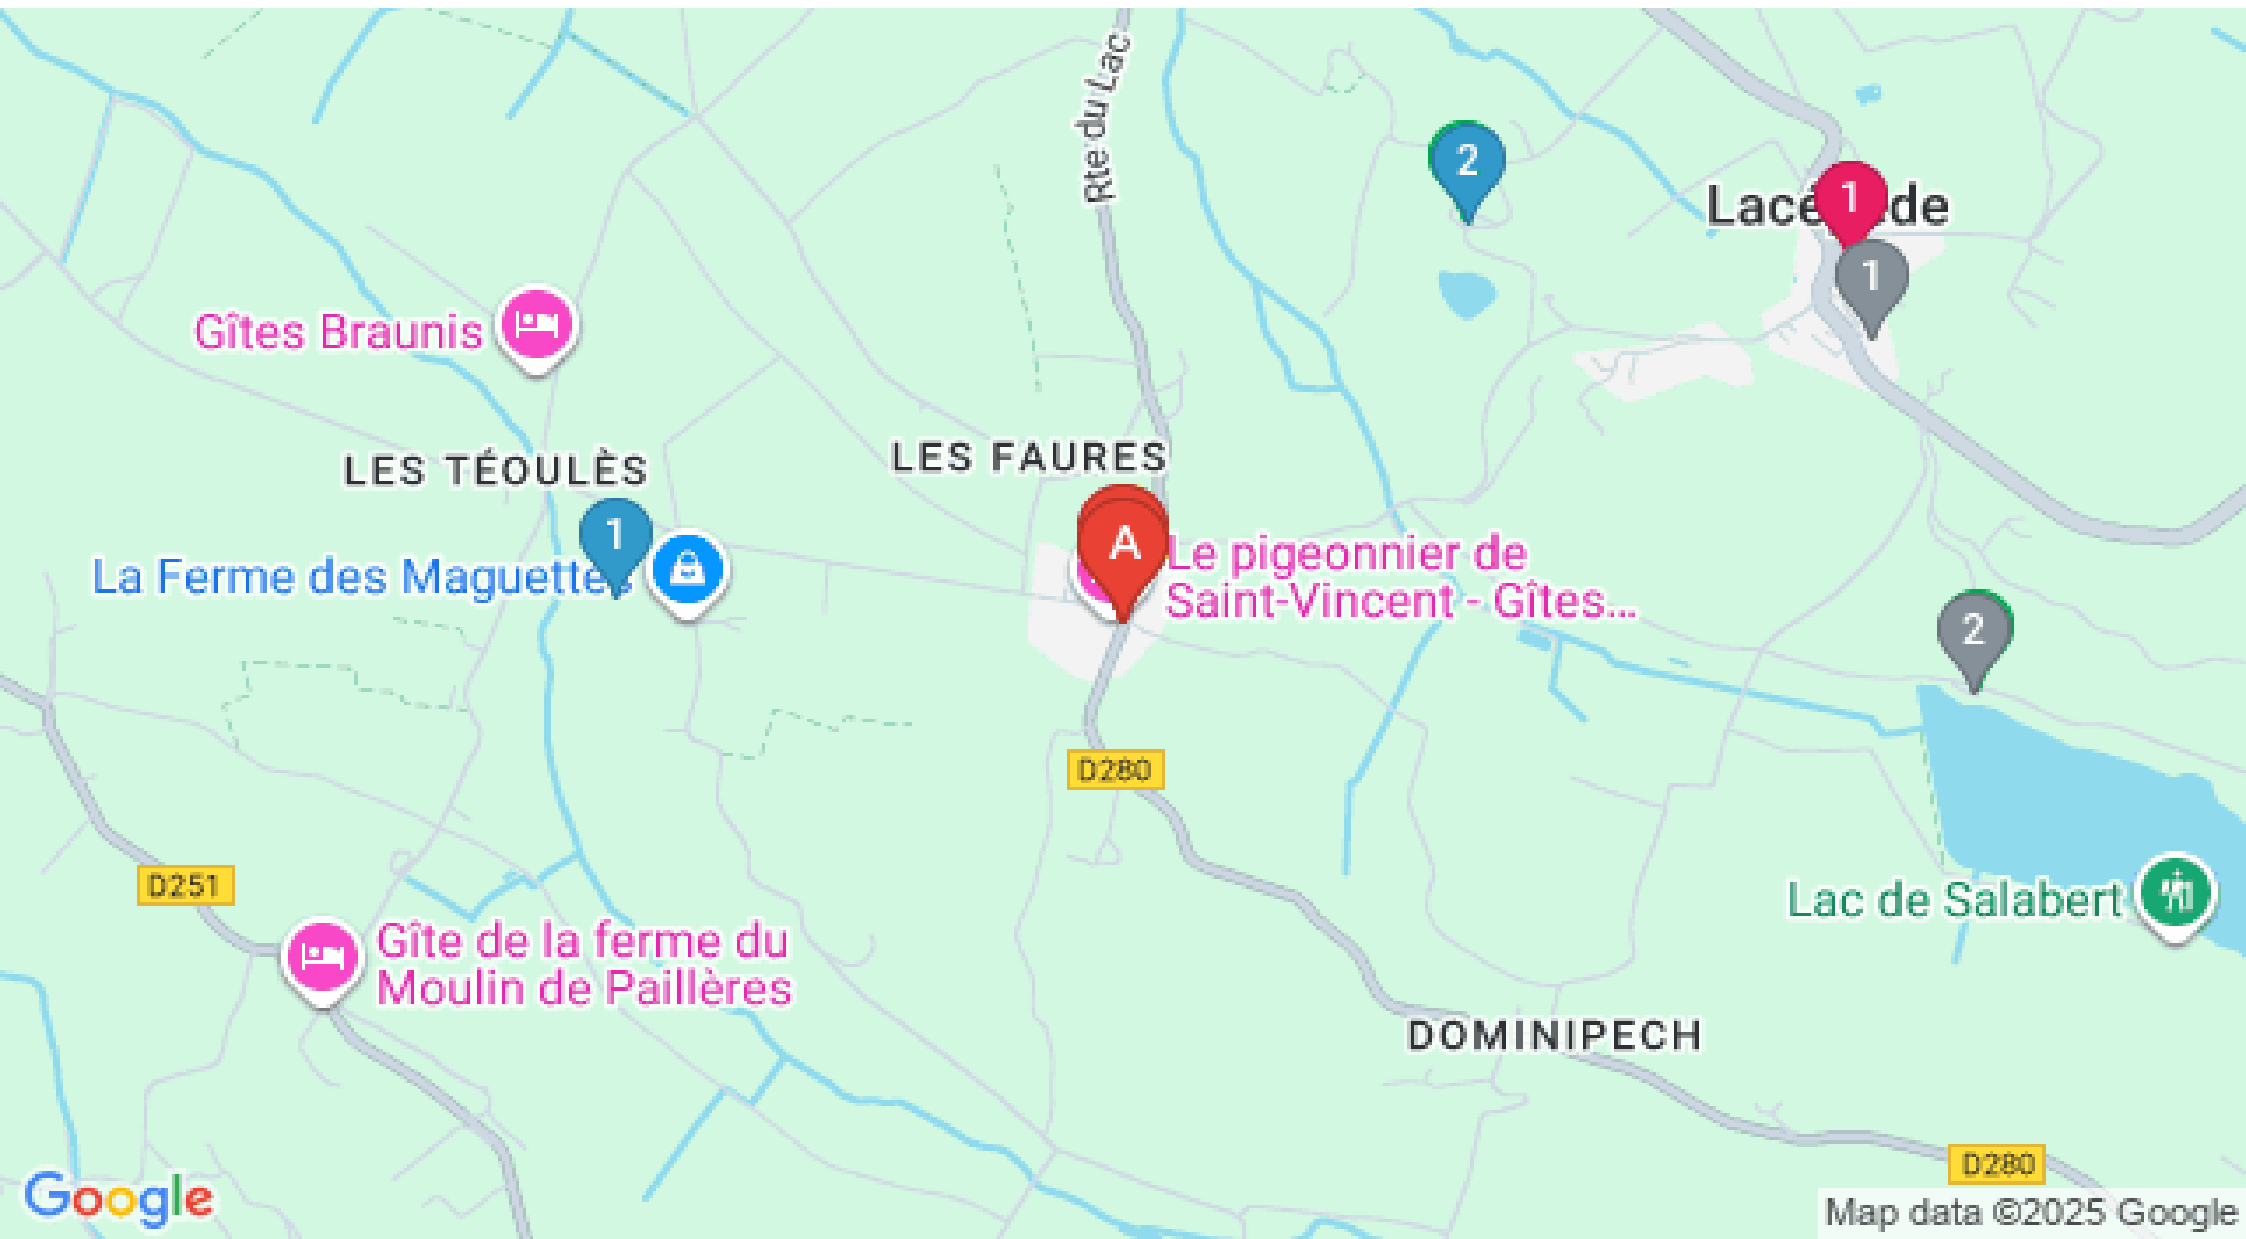 Rte du Lac
2
1
Lacé de
1
Gîtes Braunis
LES TÉOULÈS
LES FAURES
1
A
La Ferme des Maguettes
Le pigeonnier de
Saint-Vincent - Gîtes...
2
D280
D251
Lac de Salabert
Gîte de la ferme du
Moulin de Paillères
DOMINIPECH
D280
Google
Map data ©2025 Google